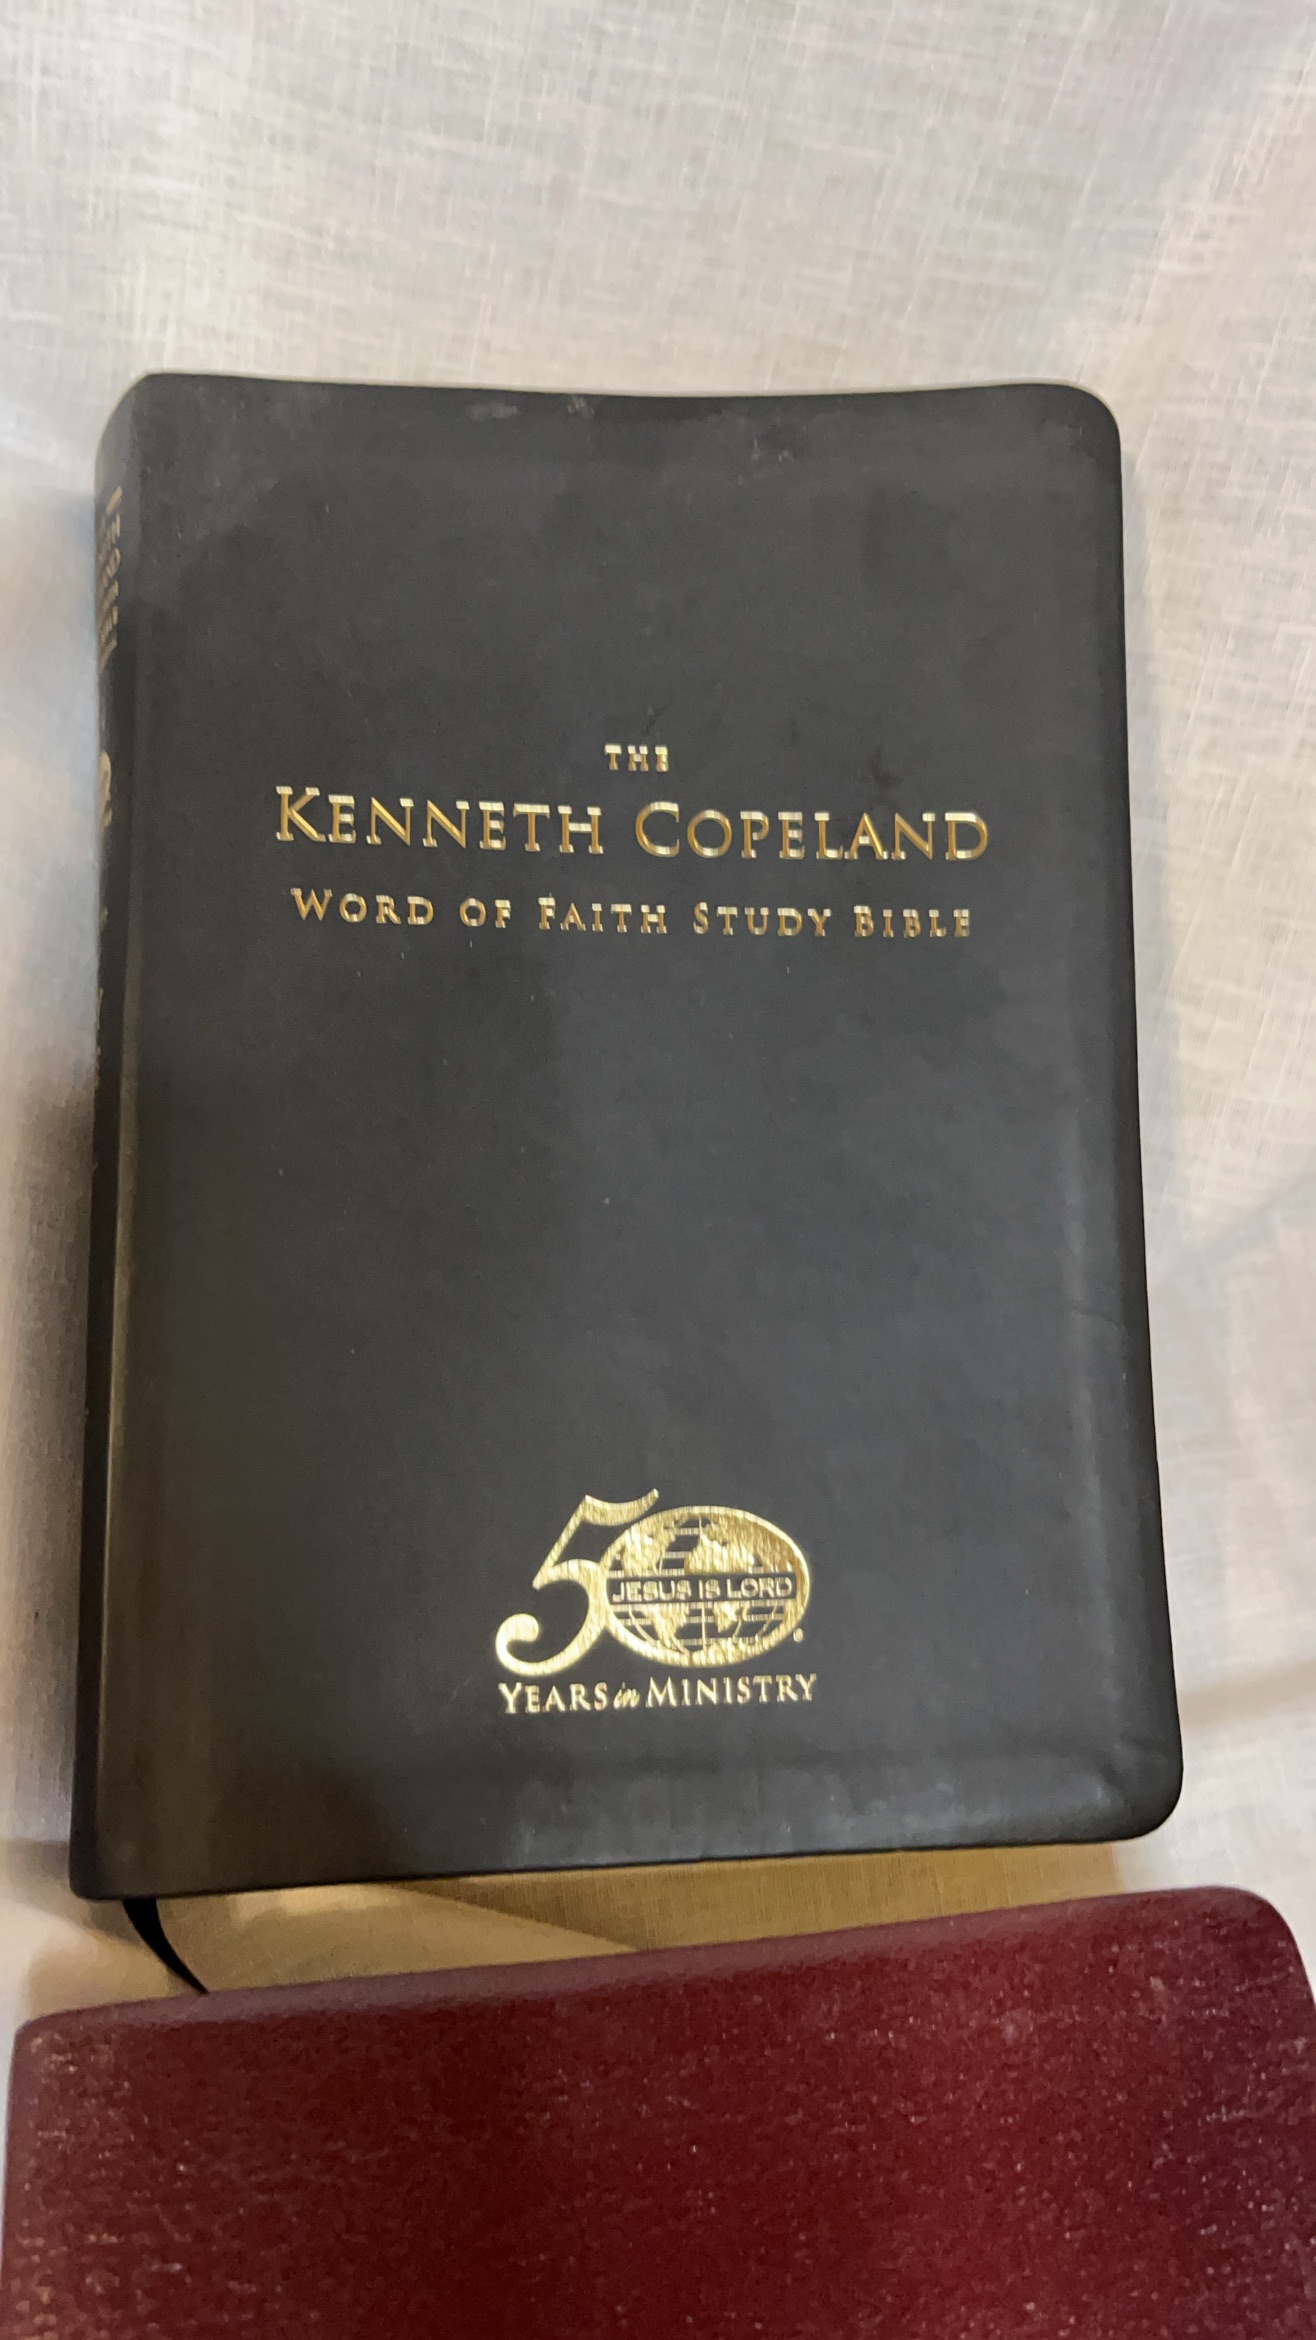 THE
KENNETH COPELAND
WORD OF FAITH STUDY BIBLE
50
JESUS IS LORD
YEARS in MINISTRY